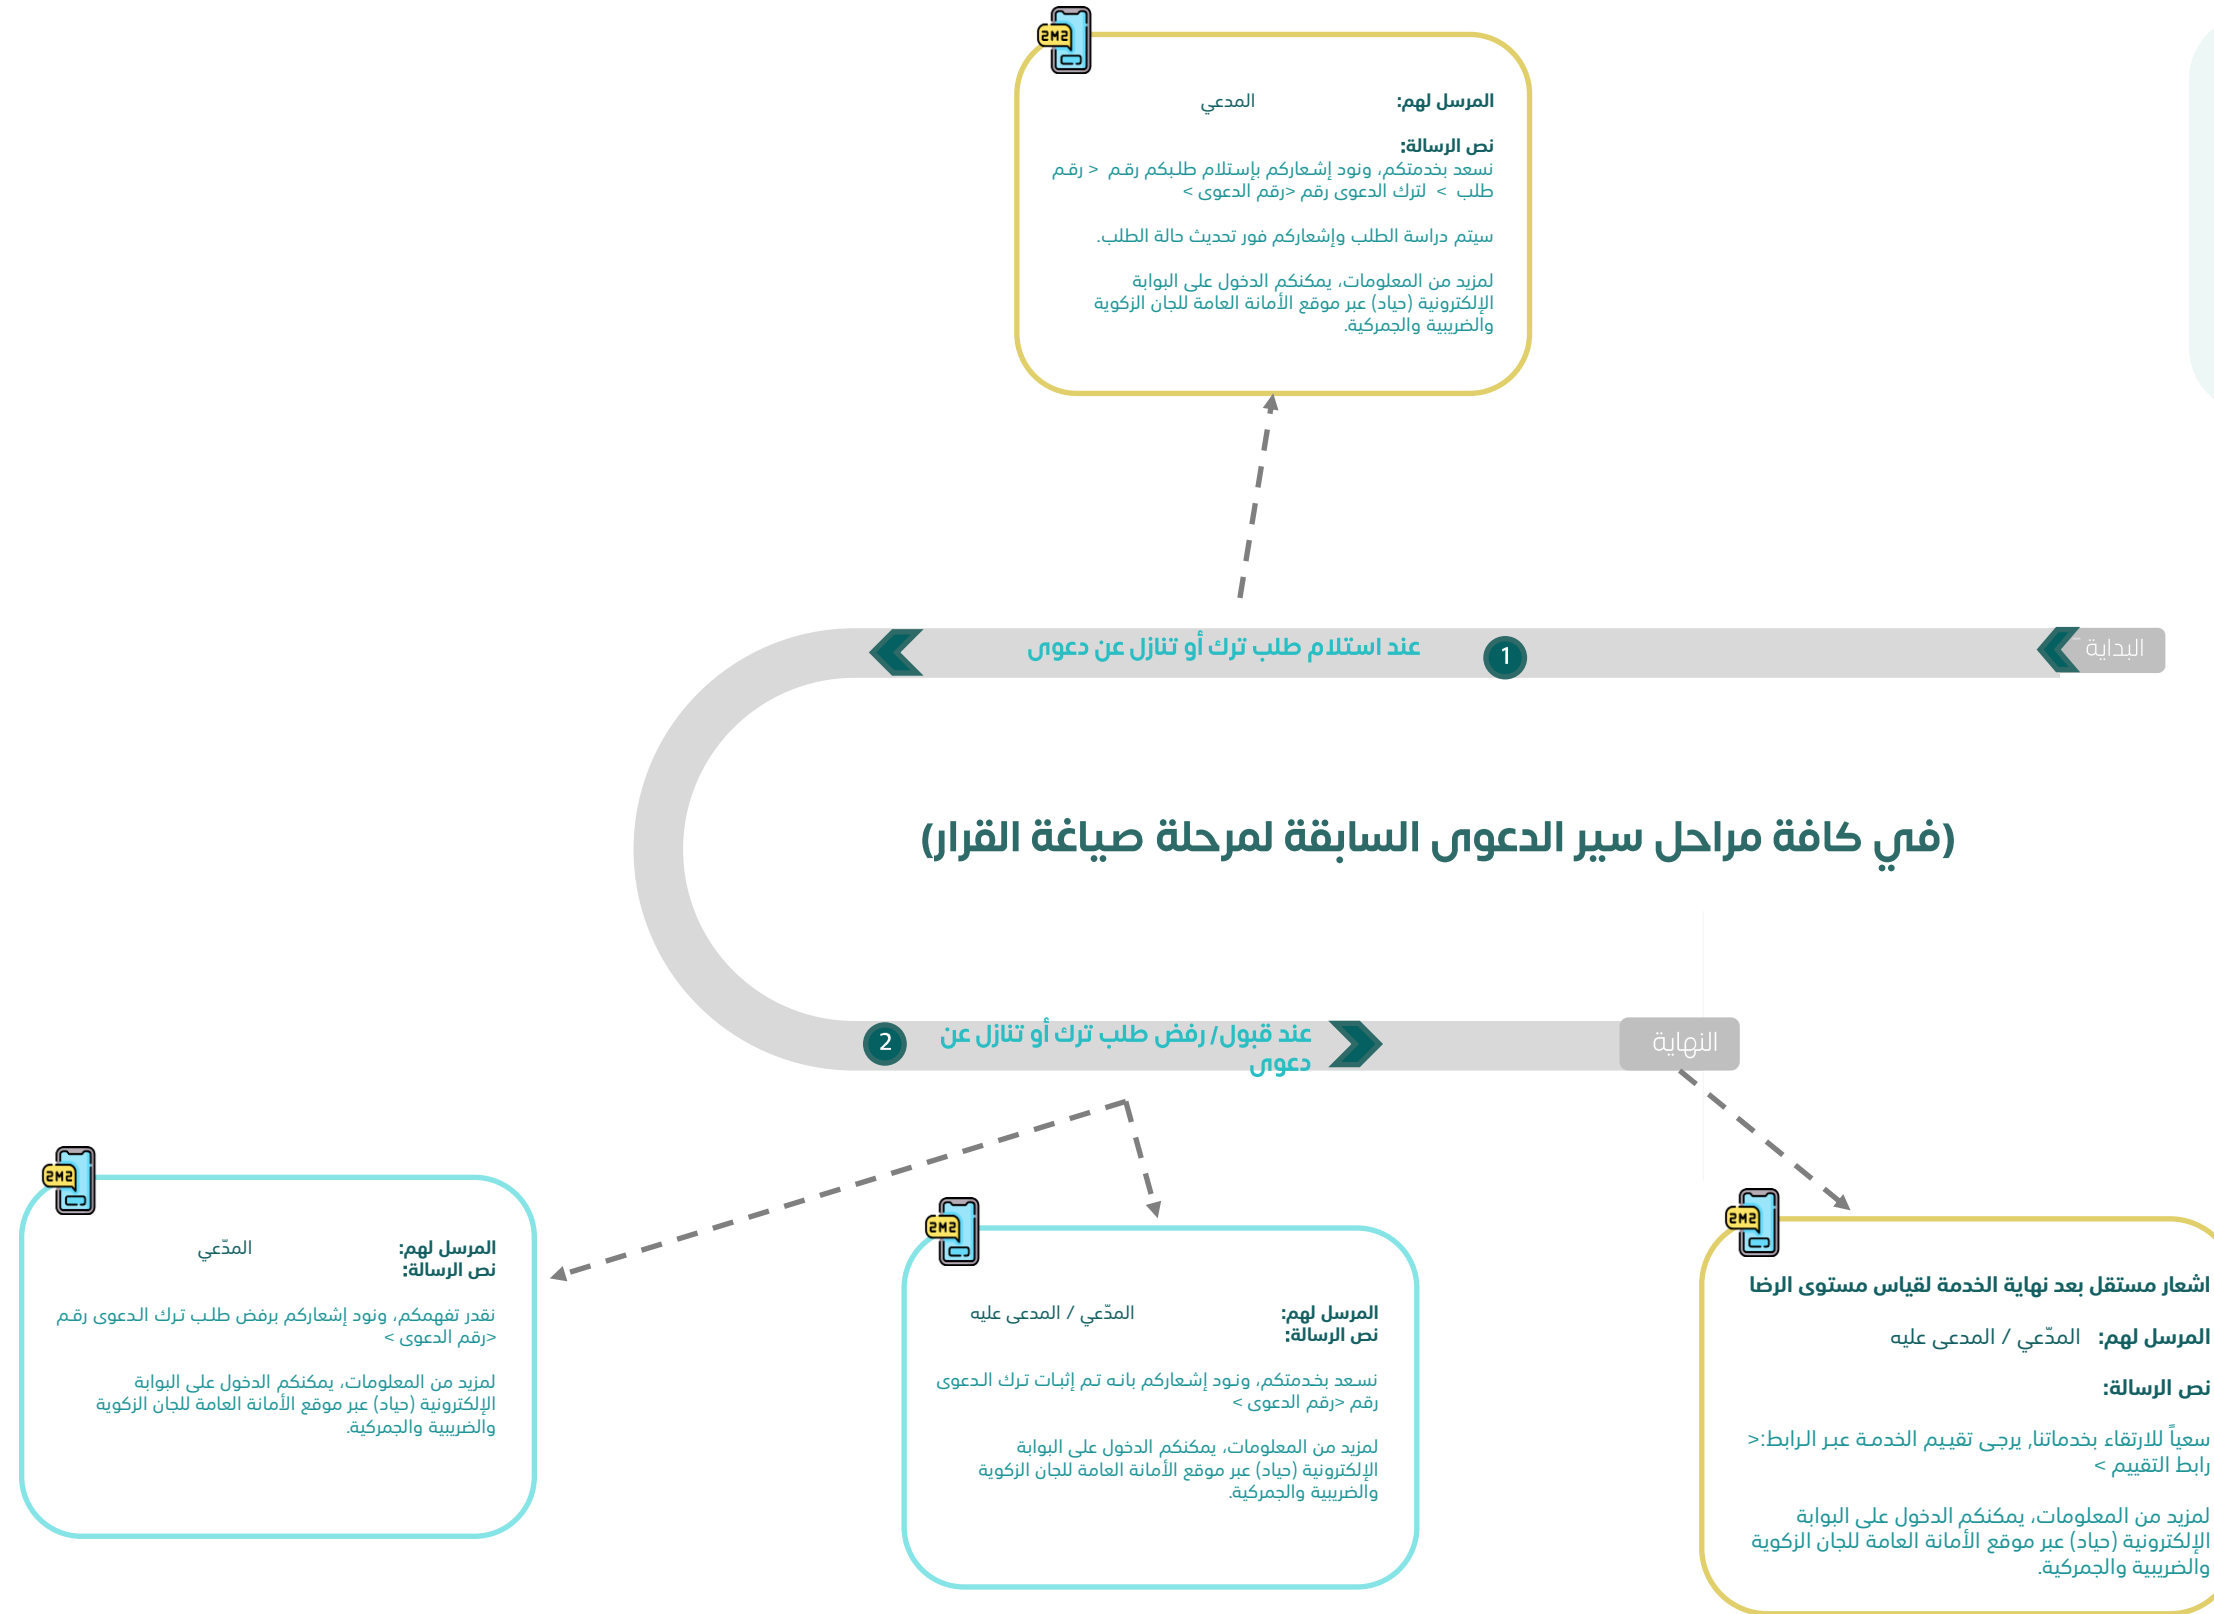 SMS
المرسل لهم: المدعي
نص الرسالة:
نسعد بخدمتكم، ونود إشعاركم بإستلام طلبكم رقم < رقم
طلب > لترك الدعوى رقم <رقم الدعوى >
سيتم دراسة الطلب وإشعاركم فور تحديث حالة الطلب.
لمزيد من المعلومات، يمكنكم الدخول على البوابة
الإلكترونية (حياد) عبر موقع الأمانة العامة للجان الزكوية
والضريبية والجمركية.
البداية
1
عند استلام طلب ترك أو تنازل عن دعوى
(في كافة مراحل سير الدعوى السابقة لمرحلة صياغة القرار)
2
عند قبول/ رفض طلب ترك أو تنازل عن
دعوى
النهاية
SMS
اشعار مستقل بعد نهاية الخدمة لقياس مستوى الرضا
المرسل لهم: المدّعي / المدعى عليه
نص الرسالة:
سعياً للارتقاء بخدماتنا, يرجى تقييم الخدمة عبر الرابط:<
رابط التقييم >
لمزيد من المعلومات، يمكنكم الدخول على البوابة
الإلكترونية (حياد) عبر موقع الأمانة العامة للجان الزكوية
والضريبية والجمركية.
SMS
المرسل لهم: المدّعي / المدعى عليه
نص الرسالة:
نسعد بخدمتكم، ونود إشعاركم بانه تم إثبات ترك الدعوى
رقم <رقم الدعوى >
لمزيد من المعلومات، يمكنكم الدخول على البوابة
الإلكترونية (حياد) عبر موقع الأمانة العامة للجان الزكوية
والضريبية والجمركية.
SMS
المرسل لهم: المدّعي
نص الرسالة:
نقدر تفهمكم، ونود إشعاركم برفض طلب ترك الدعوى رقم
<رقم الدعوى >
لمزيد من المعلومات، يمكنكم الدخول على البوابة
الإلكترونية (حياد) عبر موقع الأمانة العامة للجان الزكوية
والضريبية والجمركية.